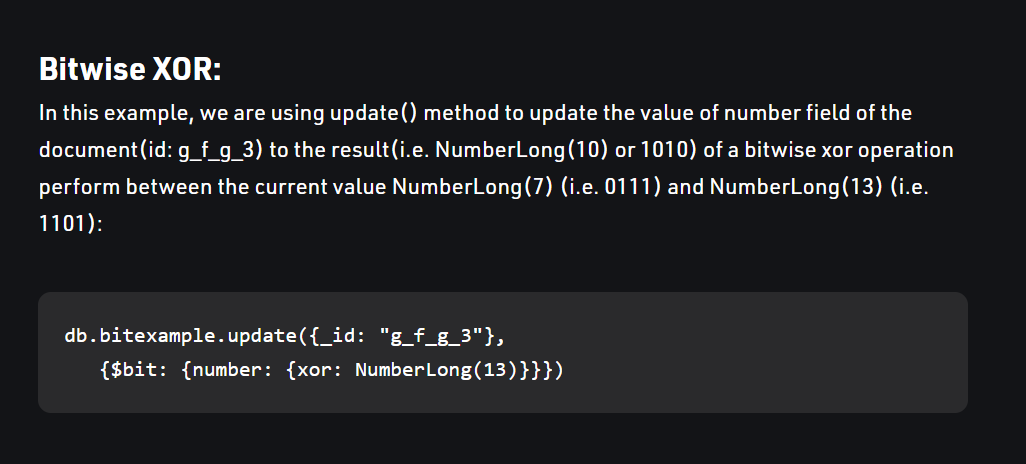 Bitwise XOR:
In this example, we are using update() method to update the value of number field of the
document(id: g_f_g_3) to the result(i.e. NumberLong(10) or 1010) of a bitwise xor operation
perform between the current value NumberLong(7) (i.e. 0111) and NumberLong(13) (i.e.
1101):
db.bitexample.update({_id: "g_f_g_3"},
   {$bit: {number: {xor: NumberLong(13)}}})